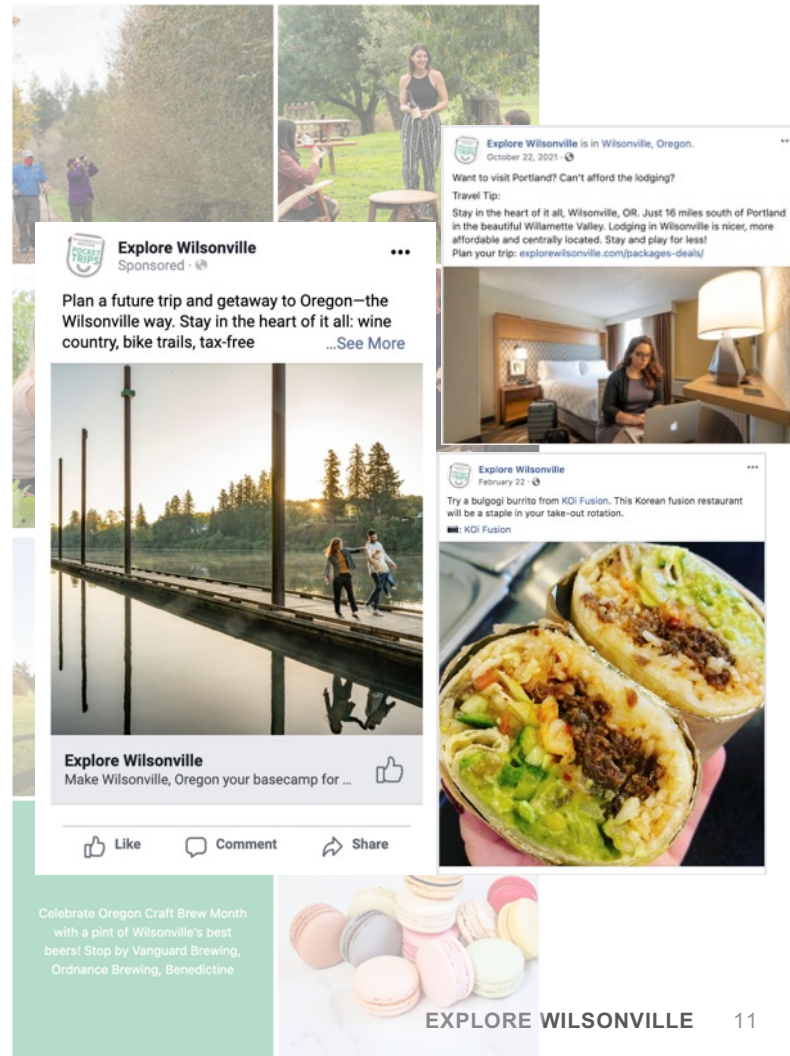 Explore Wilsonville is in Wilsonville, Oregon.
October 22, 2021 ·
Want to visit Portland? Can't afford the lodging?
Travel Tip:
Stay in the heart of it all, Wilsonville, OR. Just 16 miles south of Portland
in the beautiful Willamette Valley. Lodging in Wilsonville is nicer, more
affordable and centrally located. Stay and play for less!
Plan your trip: explorewilsonville.com/packages-deals/
POCKET
TRIPS
Explore Wilsonville
Sponsored ·
Plan a future trip and getaway to Oregon—the
Wilsonville way. Stay in the heart of it all: wine
country, bike trails, tax-free ...See More
Explore Wilsonville
Make Wilsonville, Oregon your basecamp for ...
Like Comment Share
Explore Wilsonville
February 22 ·
Try a bulgogi burrito from KOi Fusion. This Korean fusion restaurant
will be a staple in your take-out rotation.
: KOi Fusion
Celebrate Oregon Craft Brew Month
with a pint of Wilsonville's best
beers! Stop by Vanguard Brewing,
Ordnance Brewing, Benedictine
EXPLORE WILSONVILLE 11